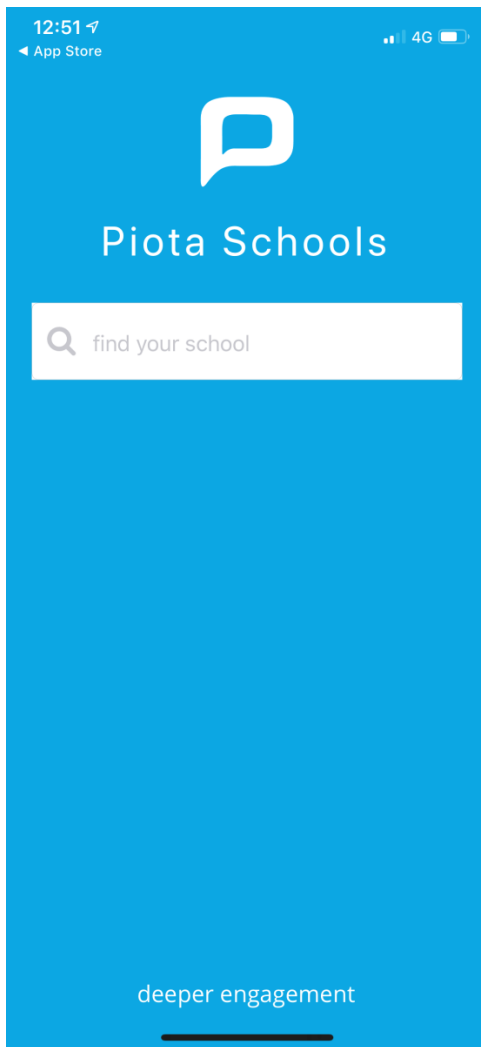 12:51
4G
◀ App Store
Piota Schools
find your school
deeper engagement